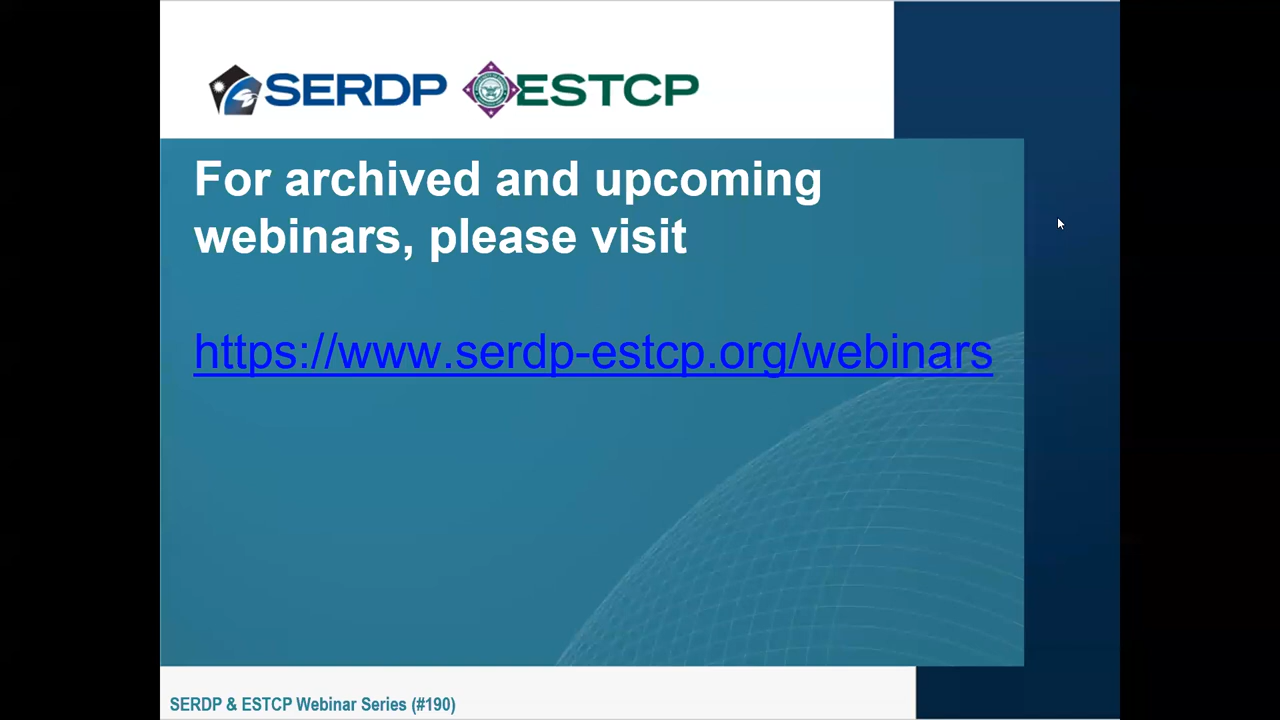 SERDP ESTCP
For archived and upcoming
webinars, please visit
https://www.serdp-estcp.org/webinars
SERDP & ESTCP Webinar Series (#190)